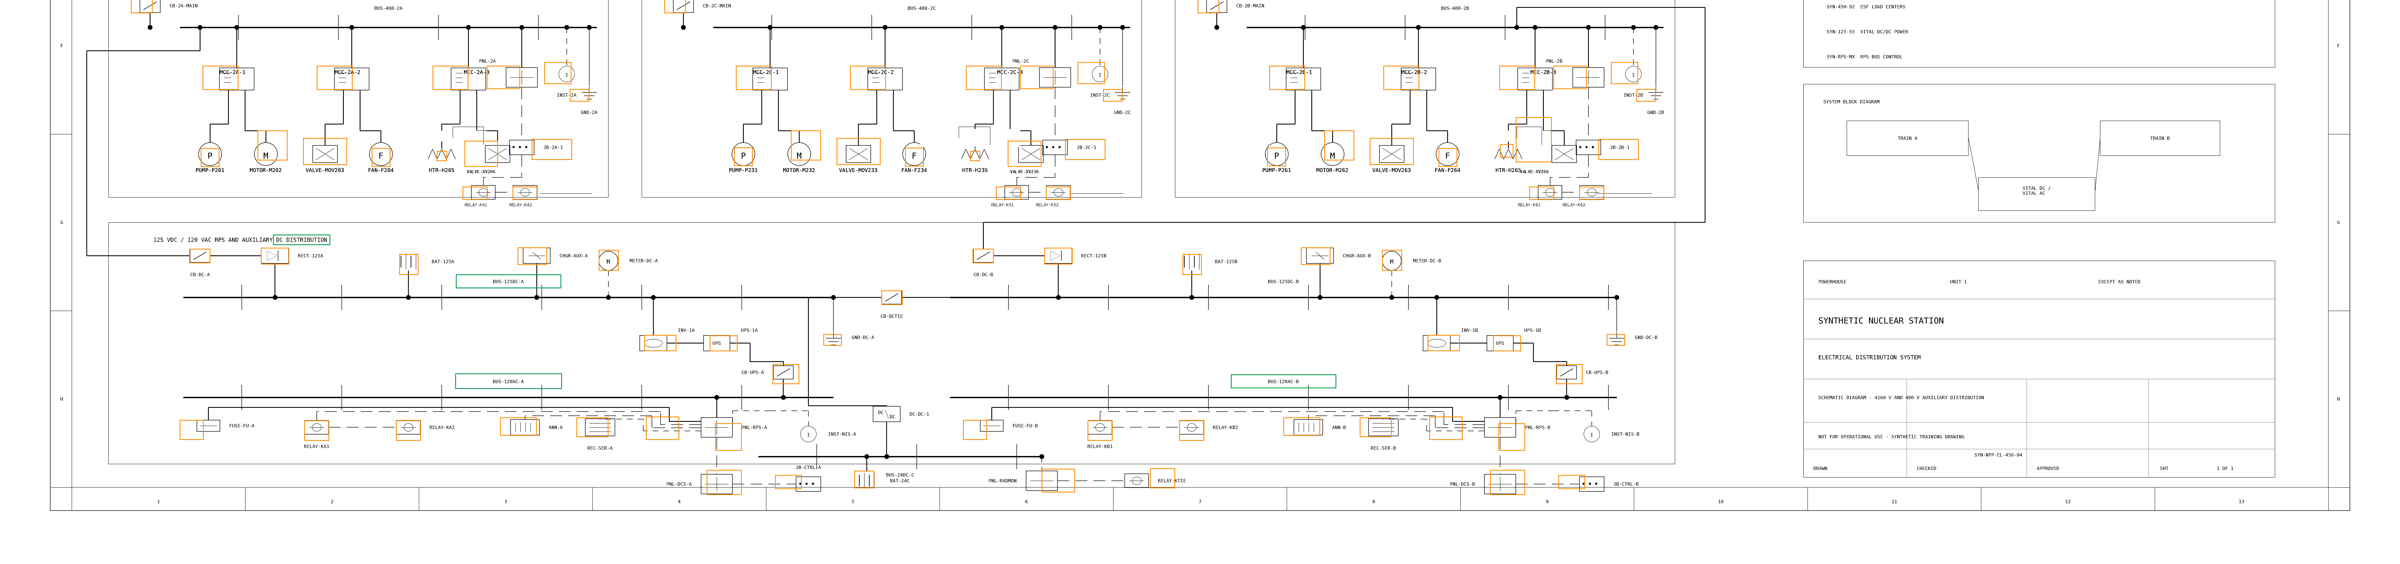 CB-2A-MAIN
BUS-480-2A
BUS-480-2C
CB-2C-MAIN
BUS-480-2B
CB-2B-MAIN
SYN-45H-92 ESF LOAD CENTERS
SYN-125-55 VITAL DC/DC POWER
SYN-RPS-MX RPS BUS CONTROL
F
F
PNL-2A
PNL-2C
PNL-2B
MCC-2A-1
MCC-2A-2
MCC-2A-3
I
MCC-2C-1
MCC-2C-2
MCC-2C-3
I
MCC-2B-1
MCC-2B-2
MCC-2B-3
I
INST-2A
INST-2C
INST-2B
GND-2A
GND-2C
GND-2B
SYSTEM BLOCK DIAGRAM
TRAIN A
TRAIN B
VITAL DC /
VITAL AC
P
M
F
JB-2A-1
P
M
F
JB-2C-1
P
M
F
JB-2B-1
PUMP-P201
MOTOR-M202
VALVE-MOV203
FAN-F204
HTR-H205
VALVE-XV206
PUMP-P231
MOTOR-M232
VALVE-MOV233
FAN-F234
HTR-H235
VALVE-XV236
PUMP-P261
MOTOR-M262
VALVE-MOV263
FAN-F264
HTR-H265
VALVE-XV266
RELAY-K41
RELAY-K42
RELAY-K51
RELAY-K52
RELAY-K61
RELAY-K62
G
G
125 VDC / 120 VAC RPS AND AUXILIARY DC DISTRIBUTION
RECT-125A
BAT-125A
CHGR-AUX-A
M
METER-DC-A
RECT-125B
BAT-125B
CHGR-AUX-B
M
METER-DC-B
CB-DC-A
CB-DC-B
BUS-125DC-A
BUS-125DC-B
CB-DCTIE
INV-1A
UPS-1A
GND-DC-A
INV-1B
UPS-1B
GND-DC-B
UPS
UPS
CB-UPS-A
CB-UPS-B
BUS-120AC-A
BUS-120AC-B
H
H
DC
DC
DC-DC-1
FUSE-FU-A
RELAY-KA1
RELAY-KA2
ANN-A
REC-SER-A
PNL-RPS-A
INST-NIS-A
FUSE-FU-B
RELAY-KB1
RELAY-KB2
ANN-B
REC-SER-B
PNL-RPS-B
INST-NIS-B
I
I
JB-CTRL-A
BUS-24DC-C
BAT-24C
PNL-DCS-A
PNL-RADMON
RELAY-KTIE
PNL-DCS-B
JB-CTRL-B
POWERHOUSE
UNIT 1
EXCEPT AS NOTED
SYNTHETIC NUCLEAR STATION
ELECTRICAL DISTRIBUTION SYSTEM
SCHEMATIC DIAGRAM - 4160 V AND 480 V AUXILIARY DISTRIBUTION
NOT FOR OPERATIONAL USE - SYNTHETIC TRAINING DRAWING
SYN-NPP-EL-456-04
DRAWN
CHECKED
APPROVED
SHT
1 OF 1
1
2
3
4
5
6
7
8
9
10
11
12
13